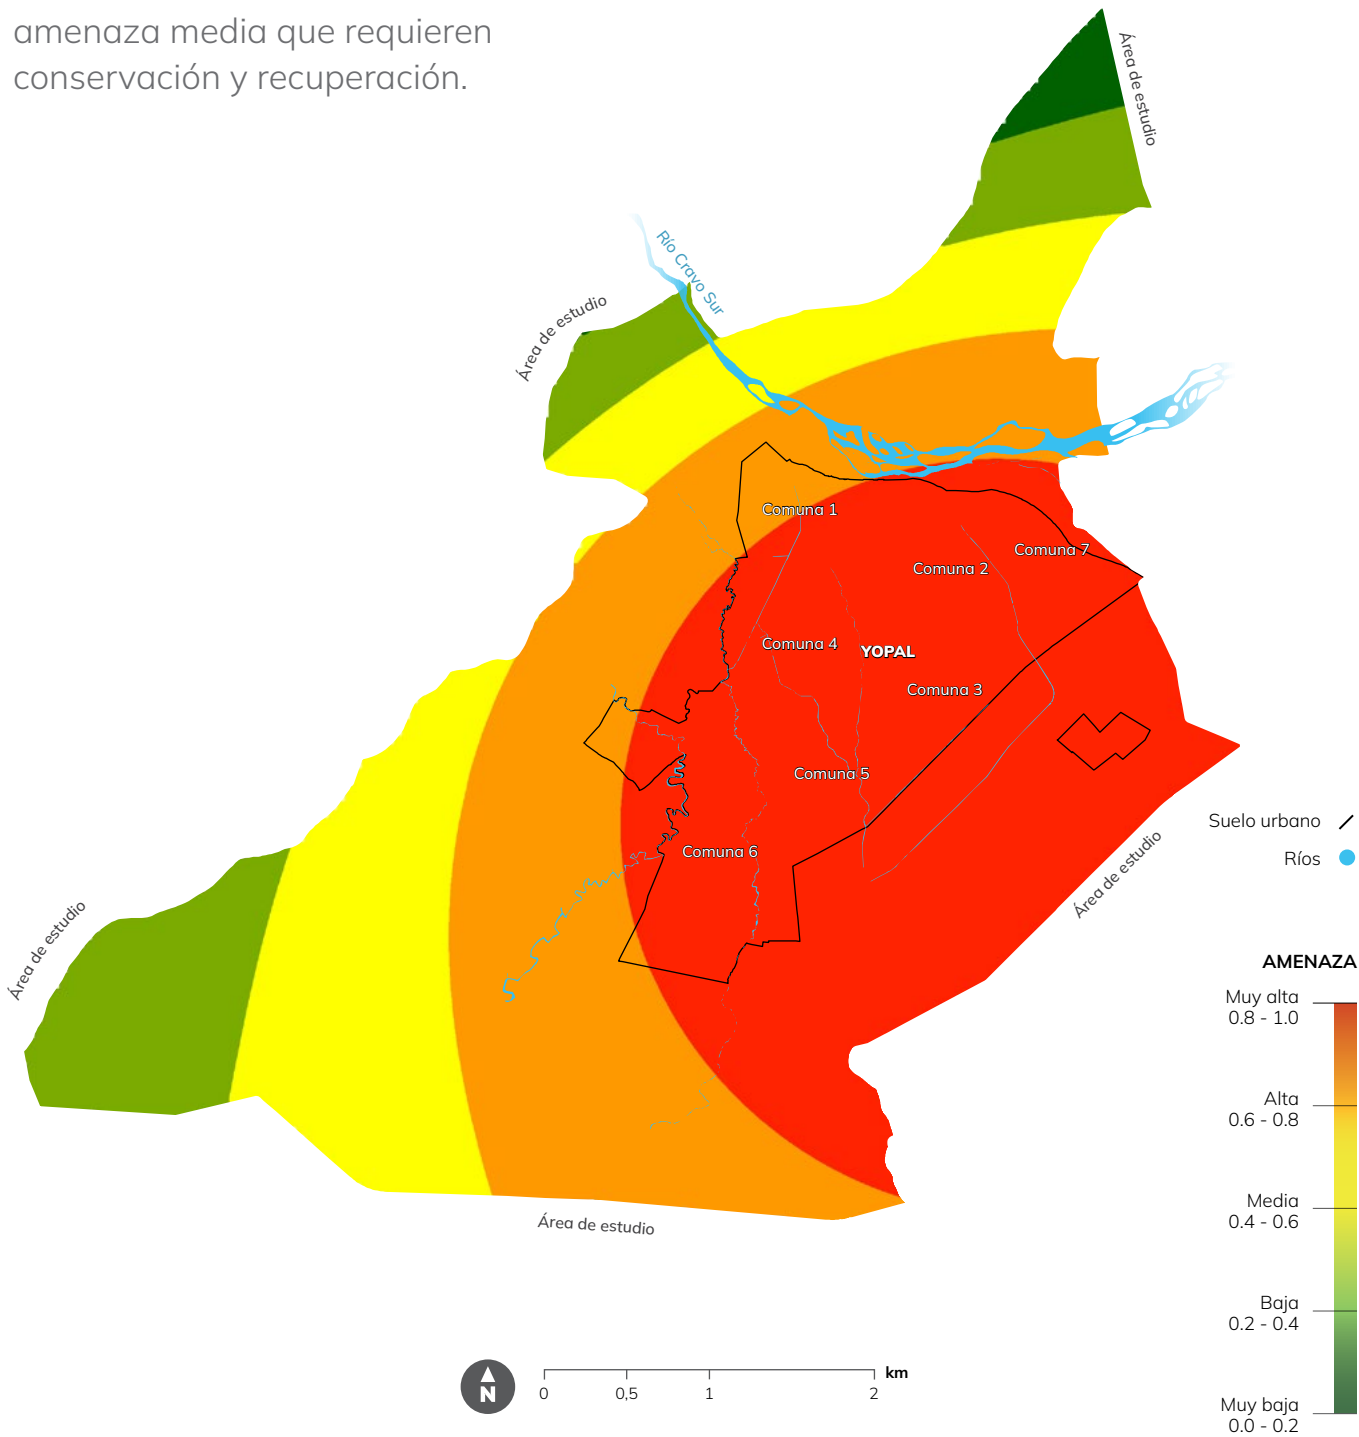 amenaza media que requieren
conservación y recuperación.
Área de estudio
Río Cravo Sur
Área de estudio
Comuna 1
Comuna 7
Comuna 2
Comuna 4
YOPAL
Comuna 3
Comuna 5
Comuna 6
Suelo urbano
Ríos
Área de estudio
Área de estudio
AMENAZA
Muy alta
0.8 - 1.0
Alta
0.6 - 0.8
Media
0.4 - 0.6
Baja
0.2 - 0.4
Muy baja
0.0 - 0.2
Área de estudio
N
0
0,5
1
2
km